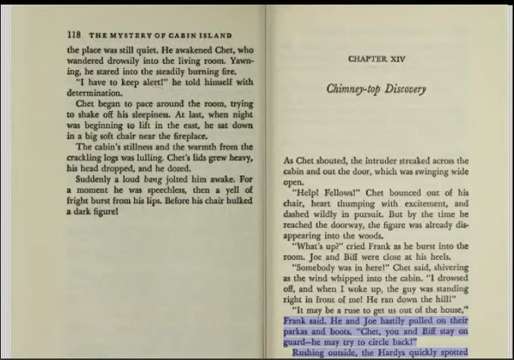 118 THE MYSTERY OF CABIN ISLAND
the place was still quiet. He awakened Chet, who
wandered drowsily into the living room. Yawn-
ing, he stared into the steadily burning fire.
"I have to keep alert!" he told himself with
determination.
Chet began to pace around the room, trying
to shake off his sleepiness. At last, when night
was beginning to lift in the east, he sat down
in a big soft chair near the fireplace.
The cabin's stillness and the warmth from the
crackling logs was lulling. Chet's lids grew heavy,
his head dropped, and he dozed.
Suddenly a loud bang jolted him awake. For
a moment he was speechless, then a yell of
fright burst from his lips. Before his chair hulked
a dark figure!
CHAPTER XIV
Chimney-top Discovery
As Chet shouted, the intruder streaked across the
cabin and out the door, which was swinging wide
open.
"Help! Fellows!" Chet bounced out of his
chair, heart thumping with excitement, and
dashed wildly in pursuit. But by the time he
reached the doorway, the figure was already dis-
appearing into the woods.
"What's up?" cried Frank as he burst into the
room. Joe and Biff were close at his heels.
"Somebody was in here!" Chet said, shivering
as the wind whipped into the cabin. "I drowsed
off, and when I woke up, the guy was standing
right in front of me! He ran down the hill!"
"It may be a ruse to get us out of the house,"
Frank said. He and Joe hastily pulled on their
parkas and boots. "Chet, you and Biff stay on
guard—he may try to circle back!"
Rushing outside, the Hardys quickly spotted